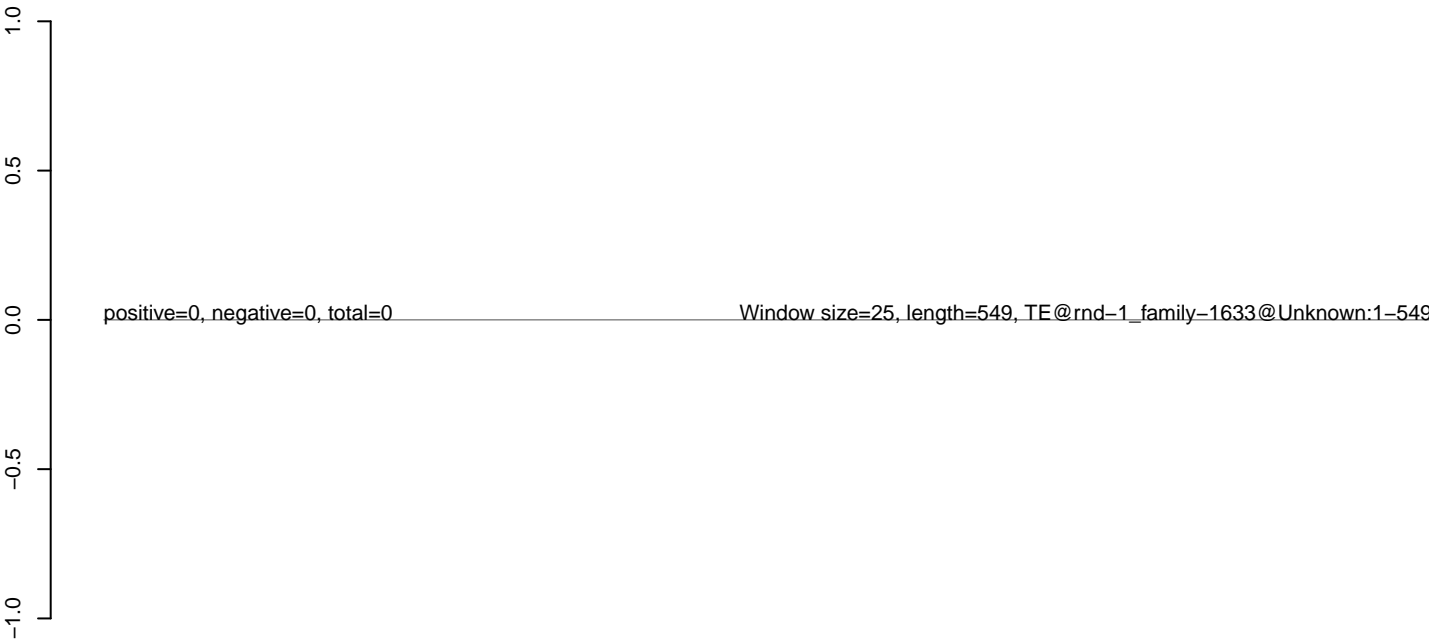 1.0
0.5
0.0
−0.5
−1.0
positive=0, negative=0, total=0
Window size=25, length=549, TE@rnd−1_family−1633@Unknown:1−549